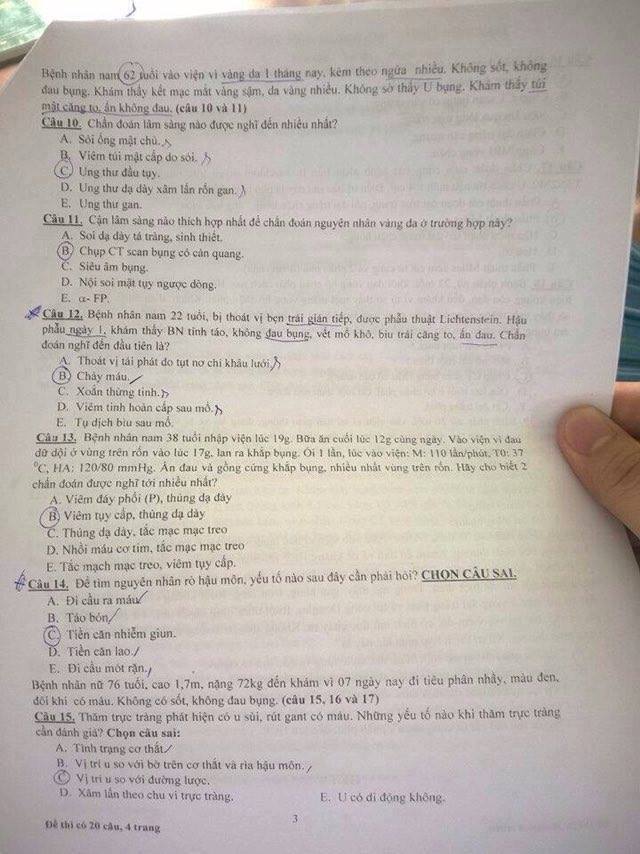 Bệnh nhân nam 62 tuổi vào viện vì vàng da 1 tháng nay, kèm theo ngứa nhiều. Không sốt, không
đau bụng. Khám thấy kết mạc mắt vàng sậm, da vàng nhiều. Không sờ thấy U bụng. Khám thấy túi
mật căng to, ấn không đau. (câu 10 và 11)
Câu 10. Chẩn đoán lâm sàng nào được nghĩ đến nhiều nhất?
A. Sỏi ống mật chủ.
B. Viêm túi mật cấp do sỏi.
C. Ung thư đầu tụy.
D. Ung thư dạ dày xâm lấn rốn gan.
E. Ung thư gan.
Câu 11. Cận lâm sàng nào thích hợp nhất để chẩn đoán nguyên nhân vàng da ở trường hợp này?
A. Soi dạ dày tá tràng, sinh thiết.
B. Chụp CT scan bụng có cản quang.
C. Siêu âm bụng.
D. Nội soi mật tụy ngược dòng.
E. α- FP.
Câu 12. Bệnh nhân nam 22 tuổi, bị thoát vị bẹn trái gián tiếp, được phẫu thuật Lichtenstein. Hậu
phẫu ngày 1, khám thấy BN tỉnh táo, không đau bụng, vết mổ khô, bìu trái căng to, ấn đau. Chẩn
đoán nghĩ đến đầu tiên là?
A. Thoát vị tái phát do tụt nơ chỉ khâu lưới.
B. Chảy máu.
C. Xoắn thừng tinh.
D. Viêm tinh hoàn cấp sau mổ.
E. Tụ dịch bìu sau mổ.
Câu 13. Bệnh nhân nam 38 tuổi nhập viện lúc 19g. Bữa ăn cuối lúc 12g cùng ngày. Vào viện vì đau
dữ dội ở vùng trên rốn vào lúc 17g, lan ra khắp bụng. Ói 1 lần, lúc vào viện: M: 110 lần/phút, T0: 37
⁰C, HA: 120/80 mmHg. Ấn đau và gồng cứng khắp bụng, nhiều nhất vùng trên rốn. Hãy cho biết 2
chẩn đoán được nghĩ tới nhiều nhất?
A. Viêm đáy phổi (P), thủng dạ dày
B. Viêm tụy cấp, thủng dạ dày
C. Thủng dạ dày, tắc mạc mạc treo
D. Nhồi máu cơ tim, tắc mạc mạc treo
E. Tắc mạch mạc treo, viêm tụy cấp.
Câu 14. Để tìm nguyên nhân rò hậu môn, yếu tố nào sau đây cần phải hỏi? CHỌN CÂU SAI.
A. Đi cầu ra máu
B. Táo bón
C. Tiền căn nhiễm giun.
D. Tiền căn lao.
E. Đi cầu mót rặn.
Bệnh nhân nữ 76 tuổi, cao 1,7m, nặng 72kg đến khám vì 07 ngày nay đi tiêu phân nhầy, màu đen,
đôi khi có máu. Không có sốt, không đau bụng. (câu 15, 16 và 17)
Câu 15. Thăm trực tràng phát hiện có u sùi, rút gant có máu. Những yếu tố nào khi thăm trực tràng
cần đánh giá? Chọn câu sai:
A. Tình trạng cơ thắt
B. Vị trí u so với bờ trên cơ thắt và rìa hậu môn.
C. Vị trí u so với đường lược.
D. Xâm lấn theo chu vi trực tràng. E. U có di động không.
3
Đề thi có 20 câu, 4 trang